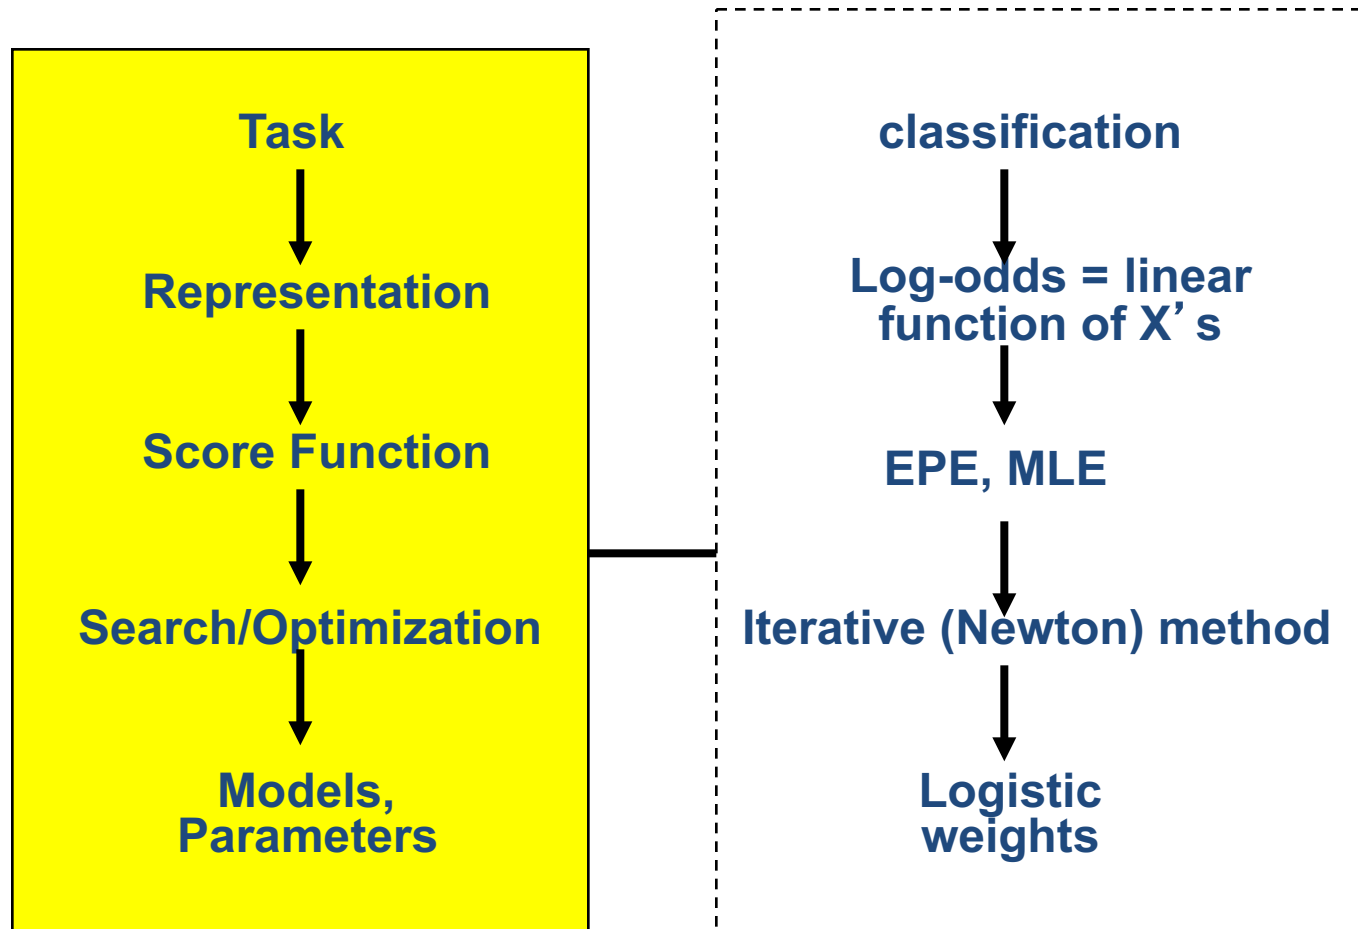 Task
Representation
Score Function
Search/Optimization
Models,
Parameters
classification
Log-odds = linear
function of X’ s
EPE, MLE
Iterative (Newton) method
Logistic
weights